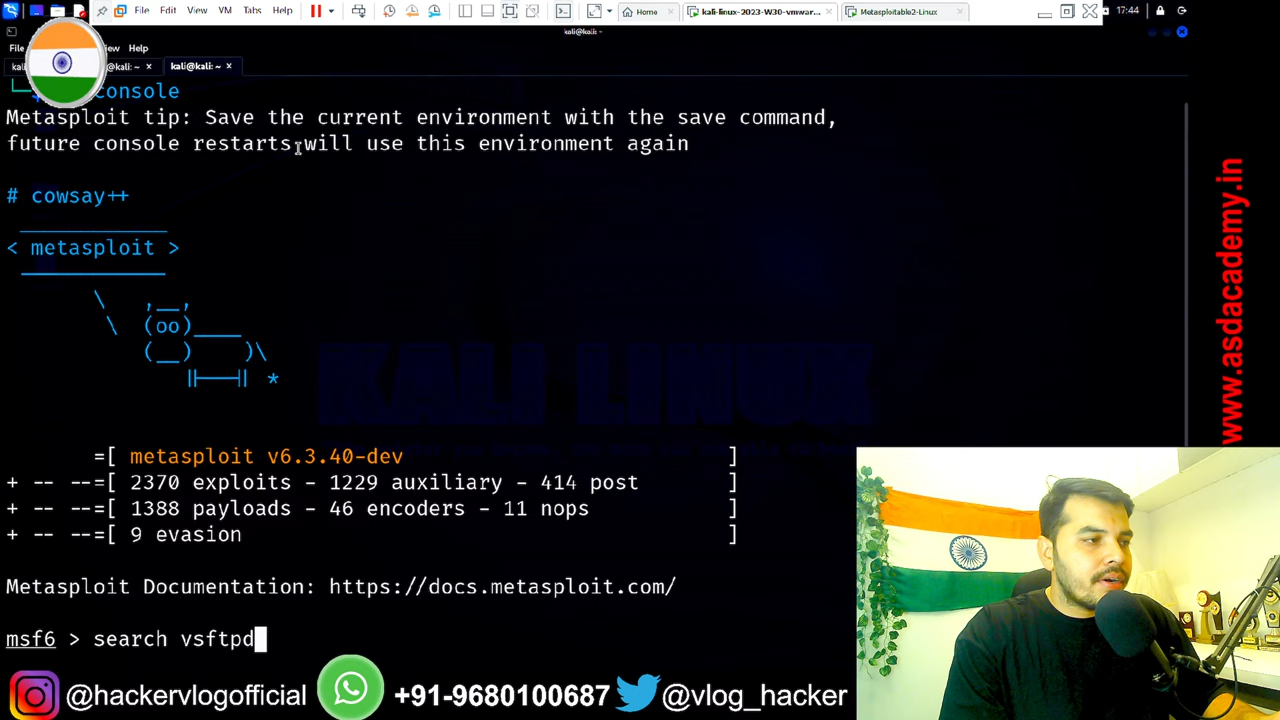 File Edit View VM Tabs Help
Home kali-linux-2023-W30-vmwar... Metasploitable2-Linux 17:44
kali@kali: ~
File View Help
kali@kali: ~ kali@kali: ~
console
Metasploit tip: Save the current environment with the save command,
future console restarts will use this environment again
# cowsay++
____________
< metasploit >
------------
\ ,__,
\ (oo)____
(__) )\
||--|| *
KALI LINUX
=[ metasploit v6.3.40-dev ]
+ -- --=[ 2370 exploits - 1229 auxiliary - 414 post ]
+ -- --=[ 1388 payloads - 46 encoders - 11 nops ]
+ -- --=[ 9 evasion ]
Metasploit Documentation: https://docs.metasploit.com/
msf6 > search vsftpd
www.asdacademy.in
@hackervlogofficial +91-9680100687 @vlog_hacker